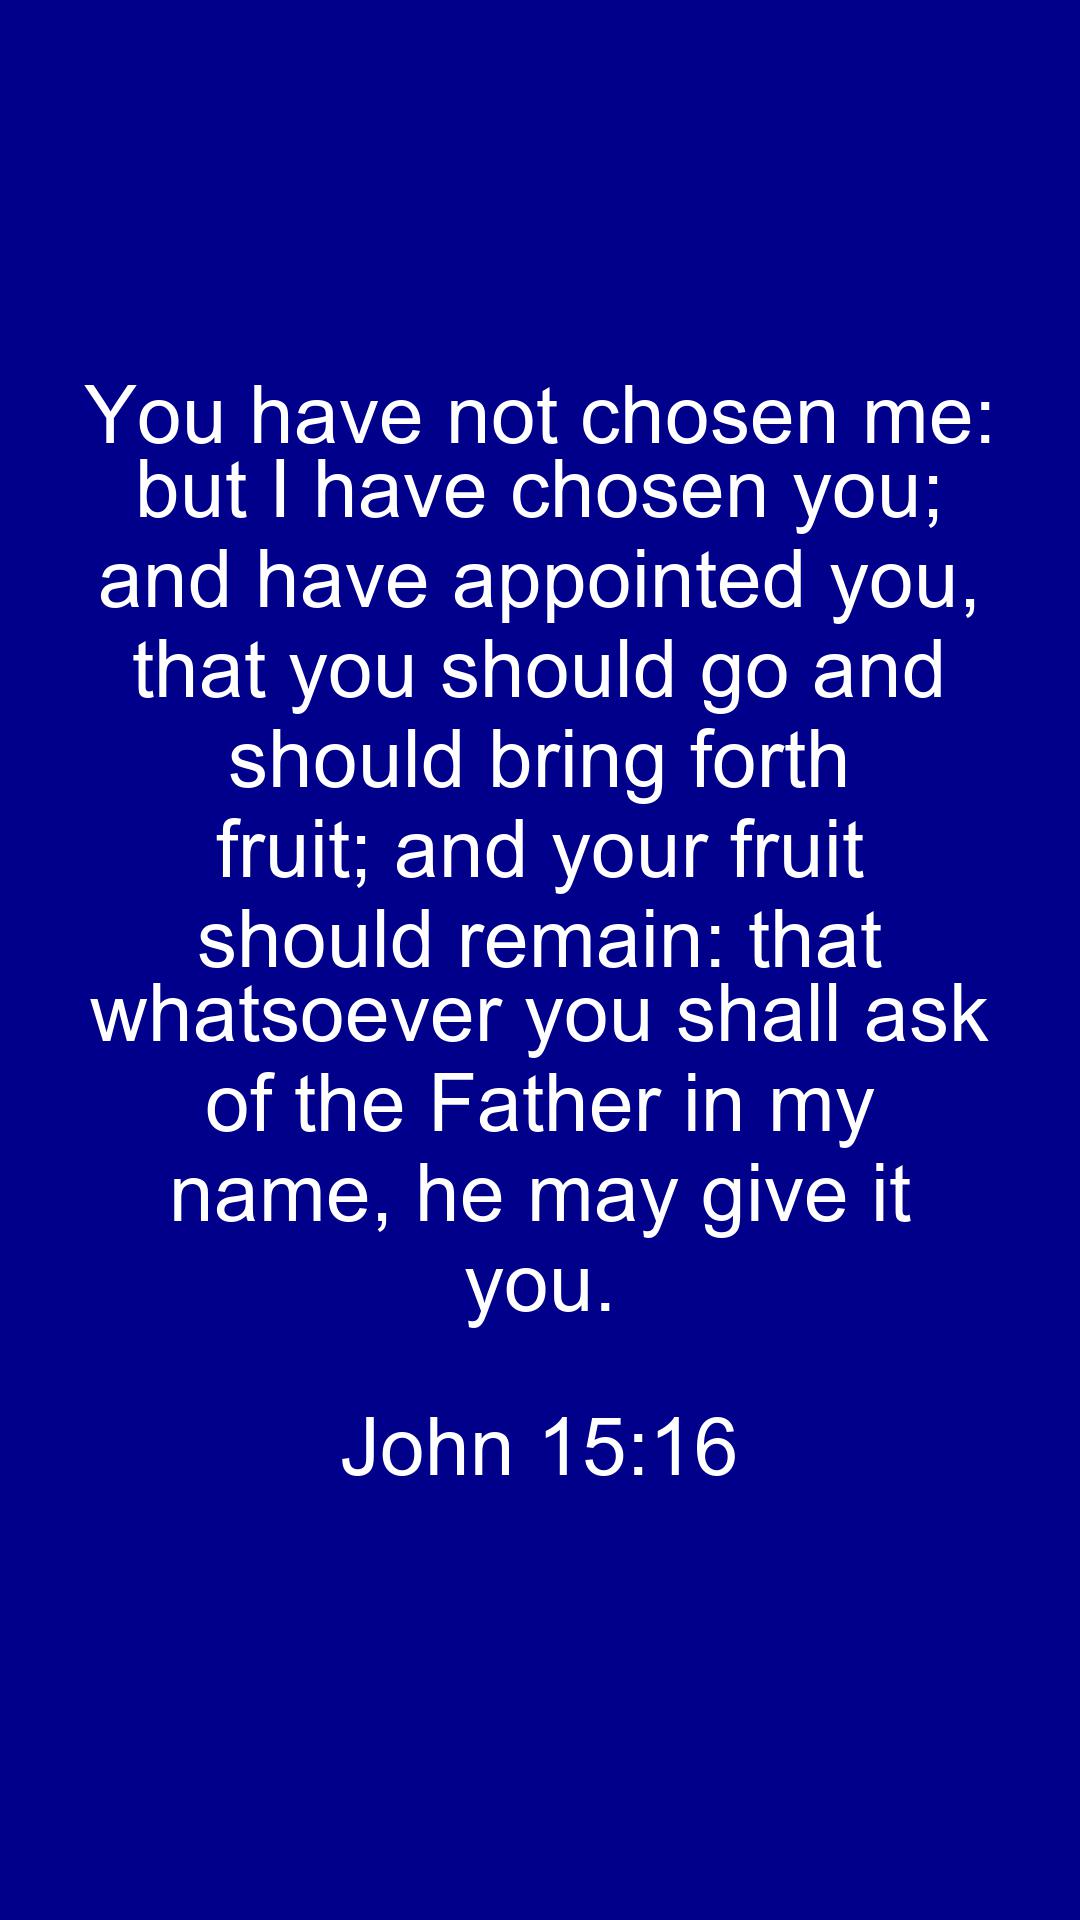 You have not chosen me:
but I have chosen you;
and have appointed you,
that you should go and
should bring forth
fruit; and your fruit
should remain: that
whatsoever you shall ask
of the Father in my
name, he may give it
you.
John 15:16